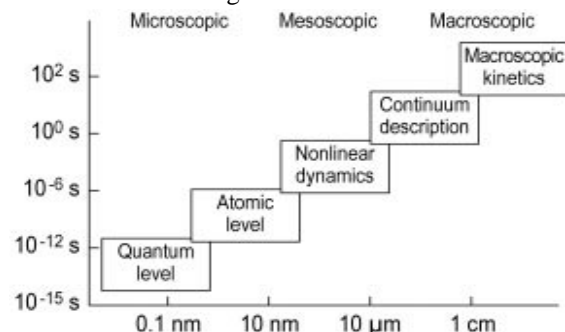 Microscopic Mesoscopic Macroscopic
10² s
Macroscopic
kinetics
Continuum
description
10⁰ s
Nonlinear
dynamics
10⁻⁶ s
Atomic
level
10⁻¹² s
Quantum
level
10⁻¹⁵ s
0.1 nm 10 nm 10 μm 1 cm